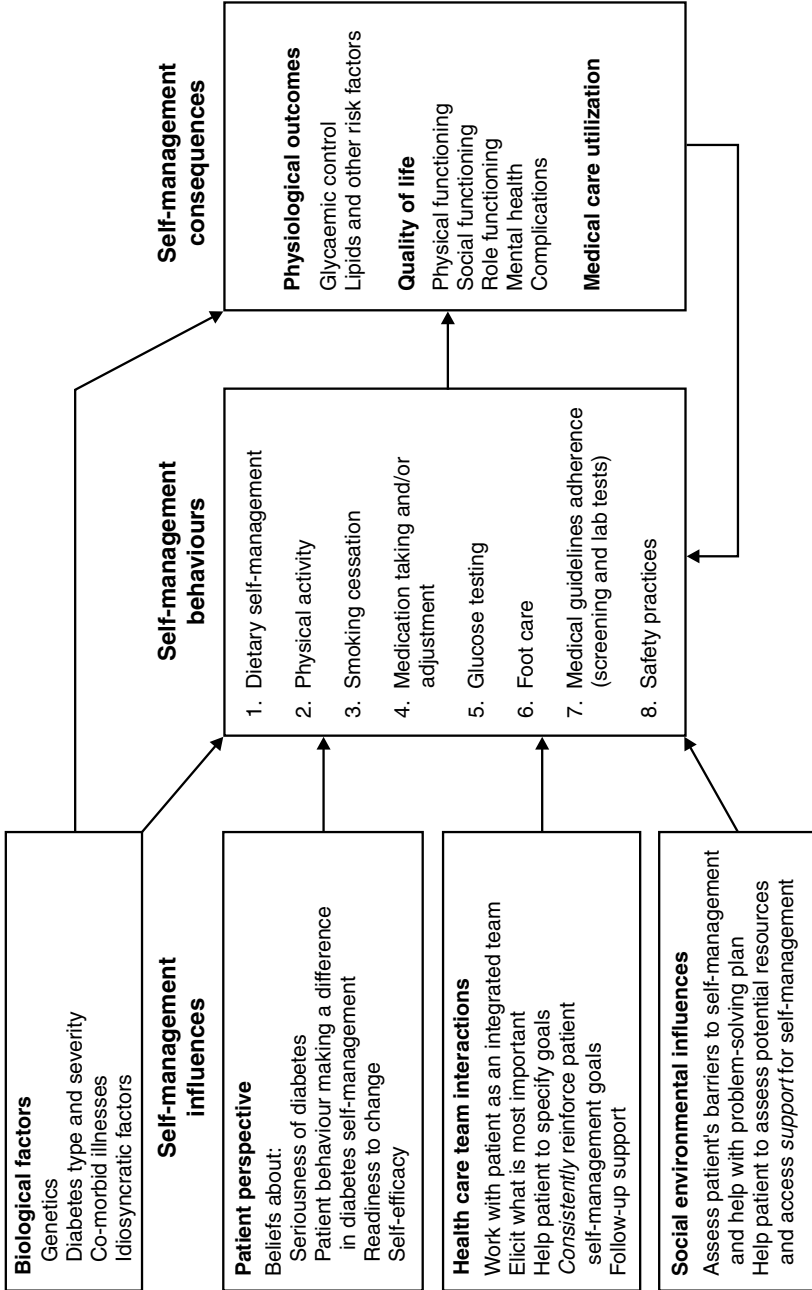 Biological factors
Genetics
Diabetes type and severity
Co-morbid illnesses
Idiosyncratic factors
Self-management
influences
Patient perspective
Beliefs about:
Seriousness of diabetes
Patient behaviour making a difference
in diabetes self-management
Readiness to change
Self-efficacy
Health care team interactions
Work with patient as an integrated team
Elicit what is most important
Help patient to specify goals
Consistently reinforce patient
self-management goals
Follow-up support
Social environmental influences
Assess patient's barriers to self-management
and help with problem-solving plan
Help patient to assess potential resources
and access support for self-management
Self-management
behaviours
1. Dietary self-management
2. Physical activity
3. Smoking cessation
4. Medication taking and/or
adjustment
5. Glucose testing
6. Foot care
7. Medical guidelines adherence
(screening and lab tests)
8. Safety practices
Self-management
consequences
Physiological outcomes
Glycaemic control
Lipids and other risk factors
Quality of life
Physical functioning
Social functioning
Role functioning
Mental health
Complications
Medical care utilization